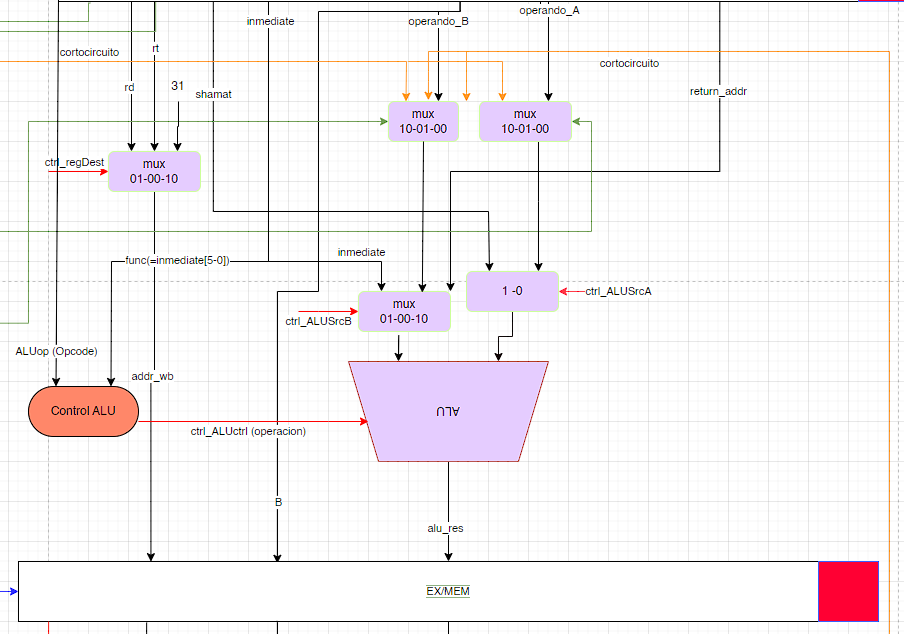 operando_A
inmediate
operando_B
rt
cortocircuito
cortocircuito
rd
31
shamat
return_addr
mux
10-01-00
mux
10-01-00
ctrl_regDest
mux
01-00-10
func(=inmediate[5-0])
inmediate
mux
01-00-10
1 -0
ctrl_ALUSrcA
ctrl_ALUSrcB
ALUop (Opcode)
addr_wb
Control ALU
ALU
ctrl_ALUctrl (operacion)
B
alu_res
EX/MEM